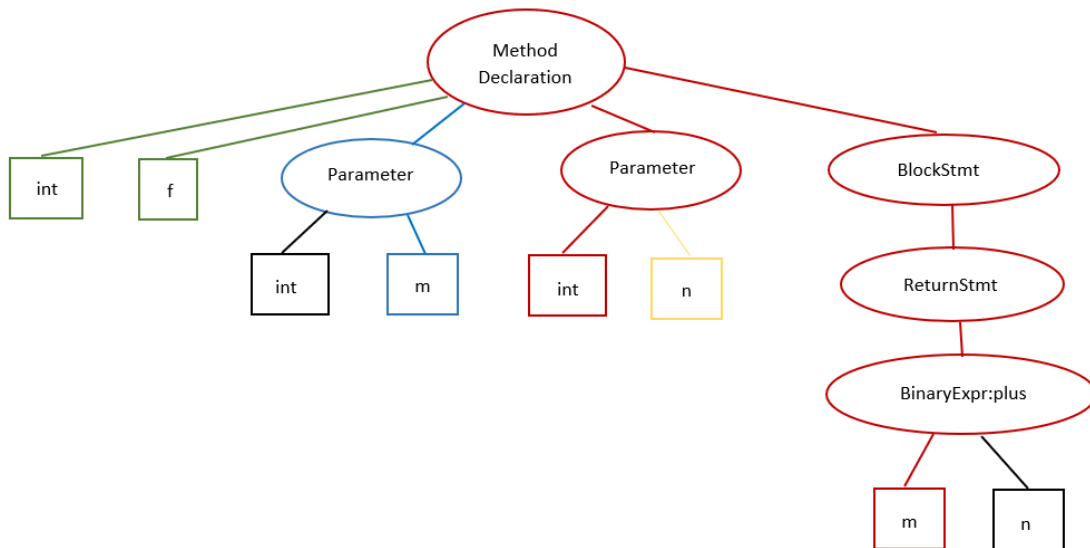 Method
Declaration
int
f
Parameter
Parameter
BlockStmt
int
m
int
n
ReturnStmt
BinaryExpr:plus
m
n